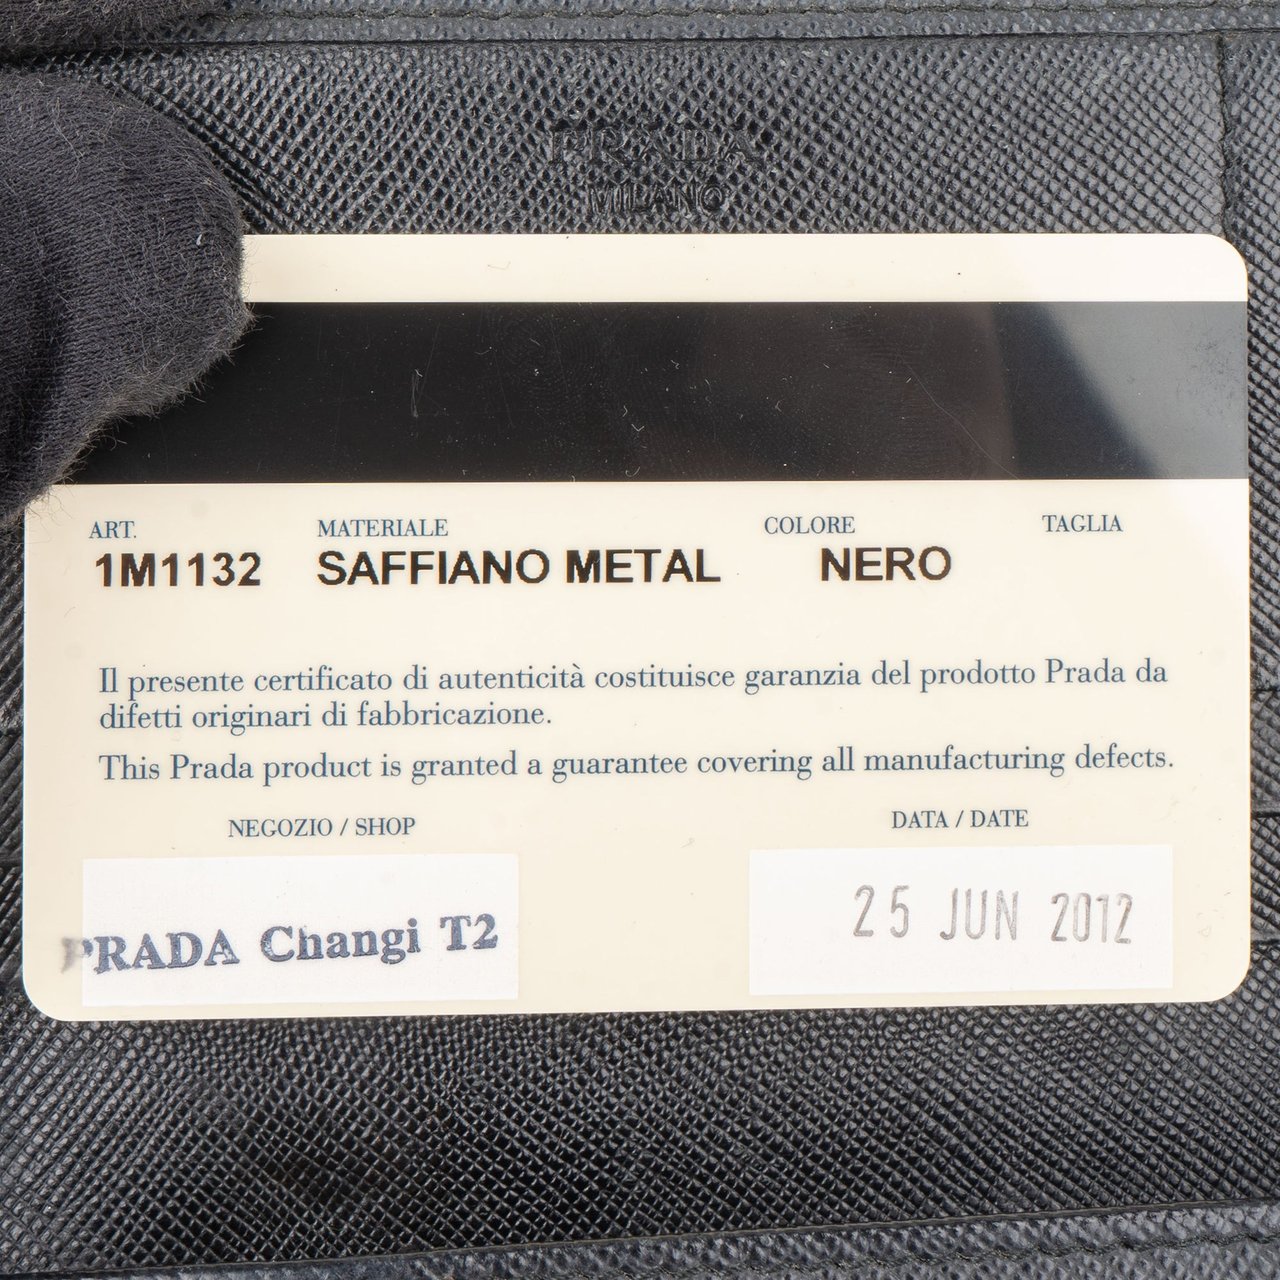 PRADA
MILANO
ART. MATERIALE COLORE TAGLIA
1M1132 SAFFIANO METAL NERO
Il presente certificato di autenticità costituisce garanzia del prodotto Prada da
difetti originari di fabbricazione.
This Prada product is granted a guarantee covering all manufacturing defects.
NEGOZIO / SHOP DATA / DATE
PRADA Changi T2 25 JUN 2012